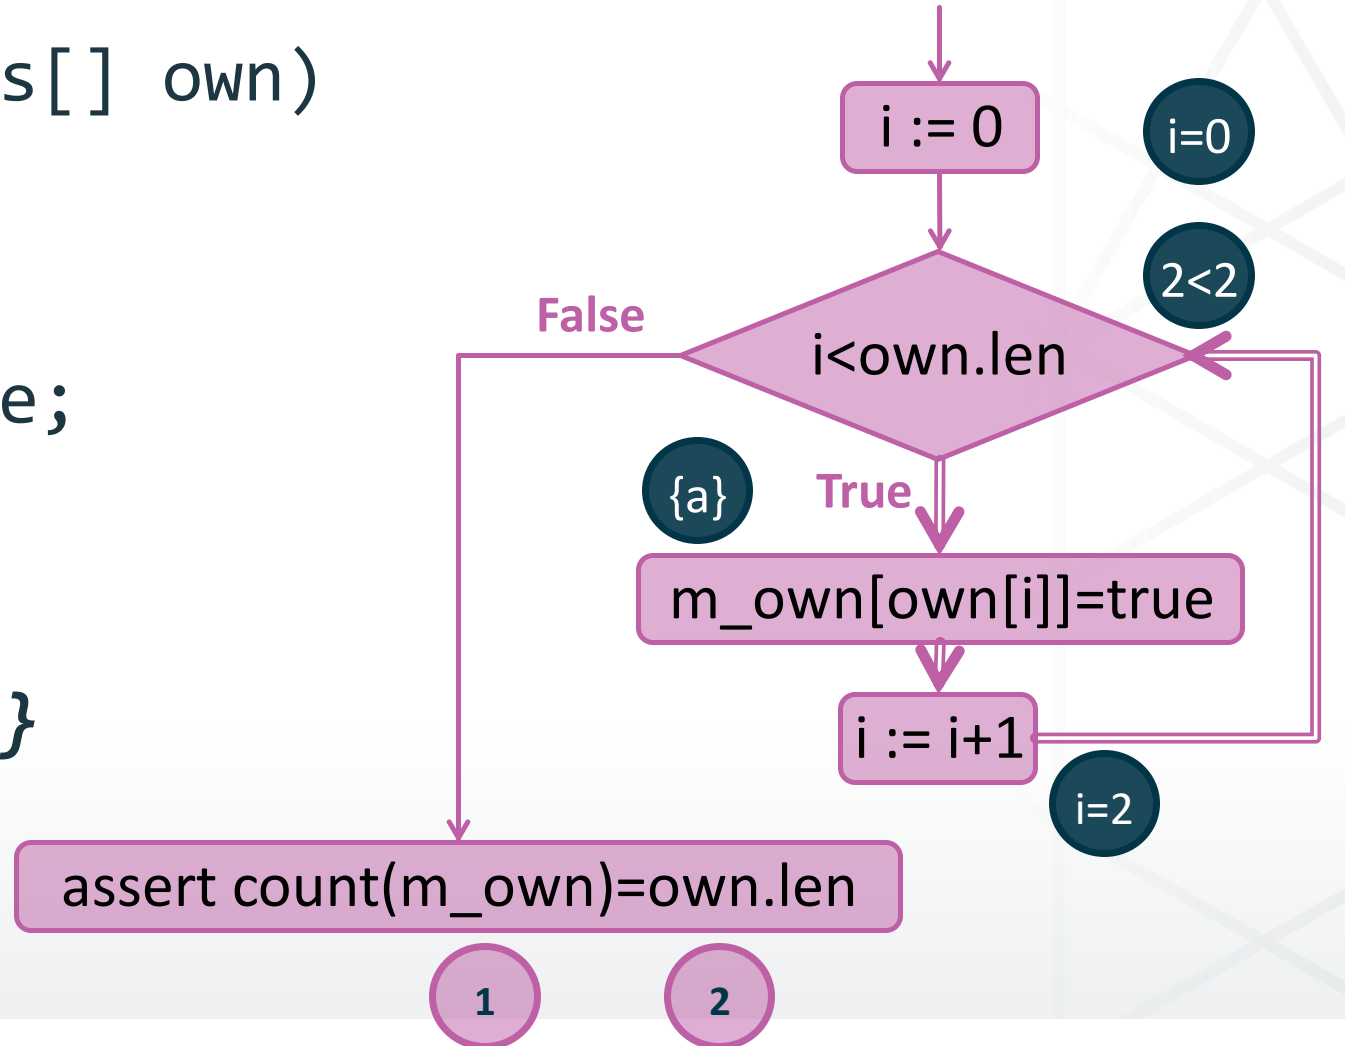 s[] own)
e;
}
i := 0
i=0
2<2
False
i<own.len
{a}
True
m_own[own[i]]=true
i := i+1
i=2
assert count(m_own)=own.len
1
2